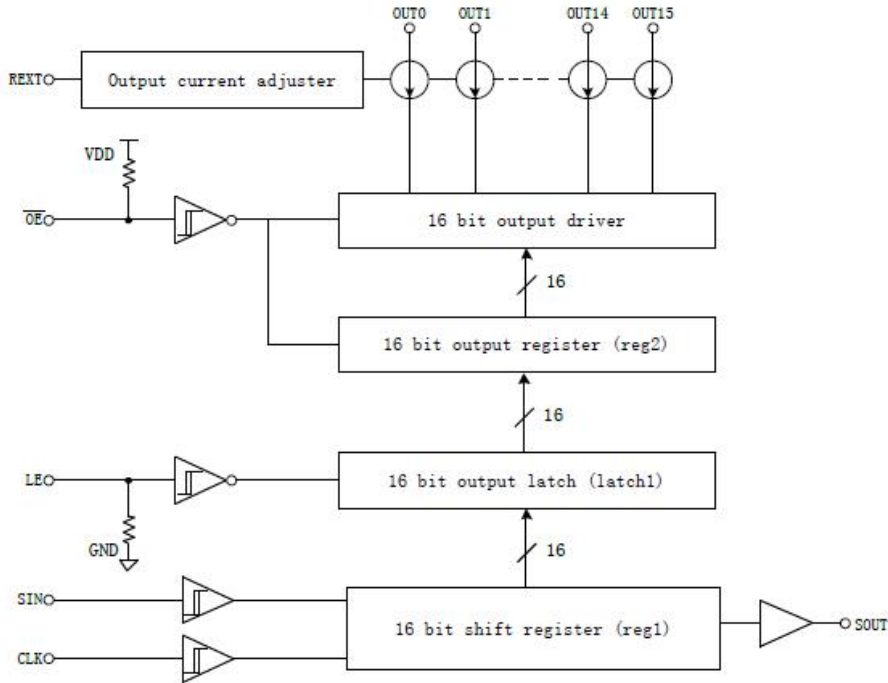 OUT0 OUT1 OUT14 OUT15
REXT Output current adjuster
VDD
OE 16 bit output driver
16
16 bit output register (reg2)
16
LE 16 bit output latch (latch1)
GND 16
SIN
16 bit shift register (reg1) SOUT
CLK